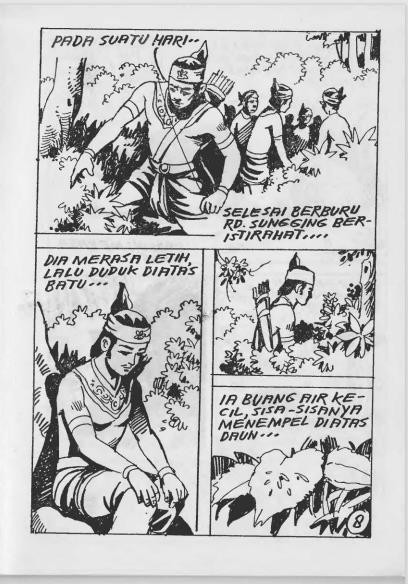 PADA SUATU HARI..
SELESAI BERBURU
RD. SUNGGING BER-
ISTIRAHAT....
DIA MERASA LETIH,
LALU DUDUK DIATAS
BATU...
IA BUANG AIR KE-
CIL, SISA-SISANYA
MENEMPEL DIATAS
DAUN...
8